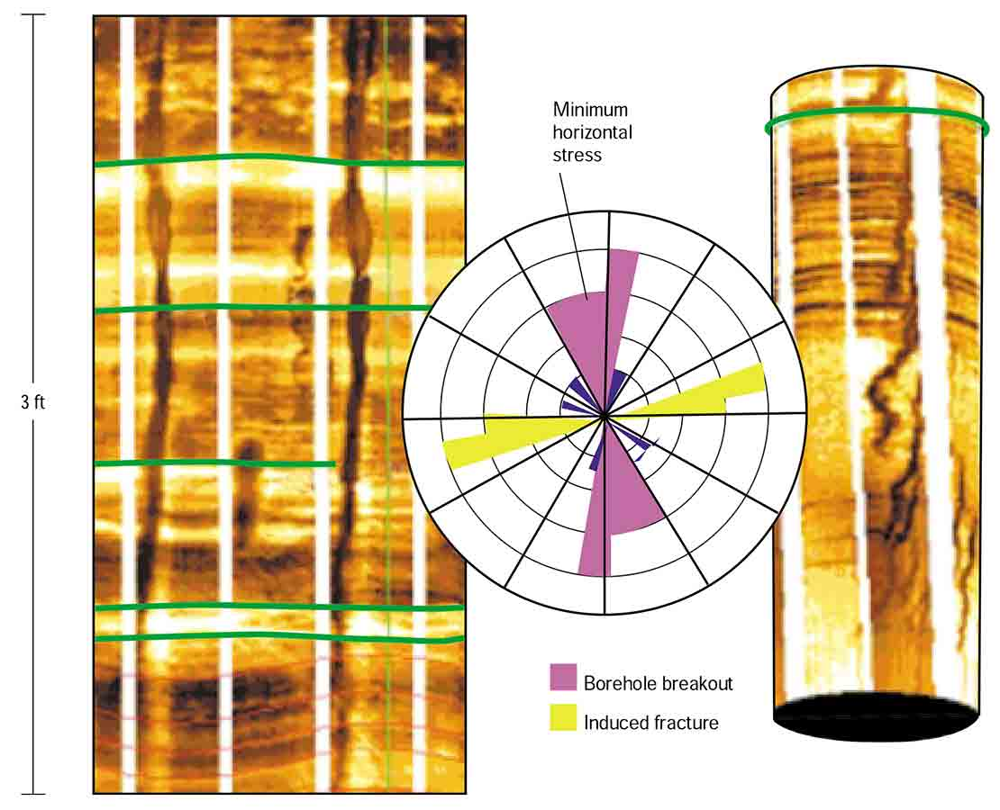 Minimum
horizontal
stress
3 ft
Borehole breakout
Induced fracture